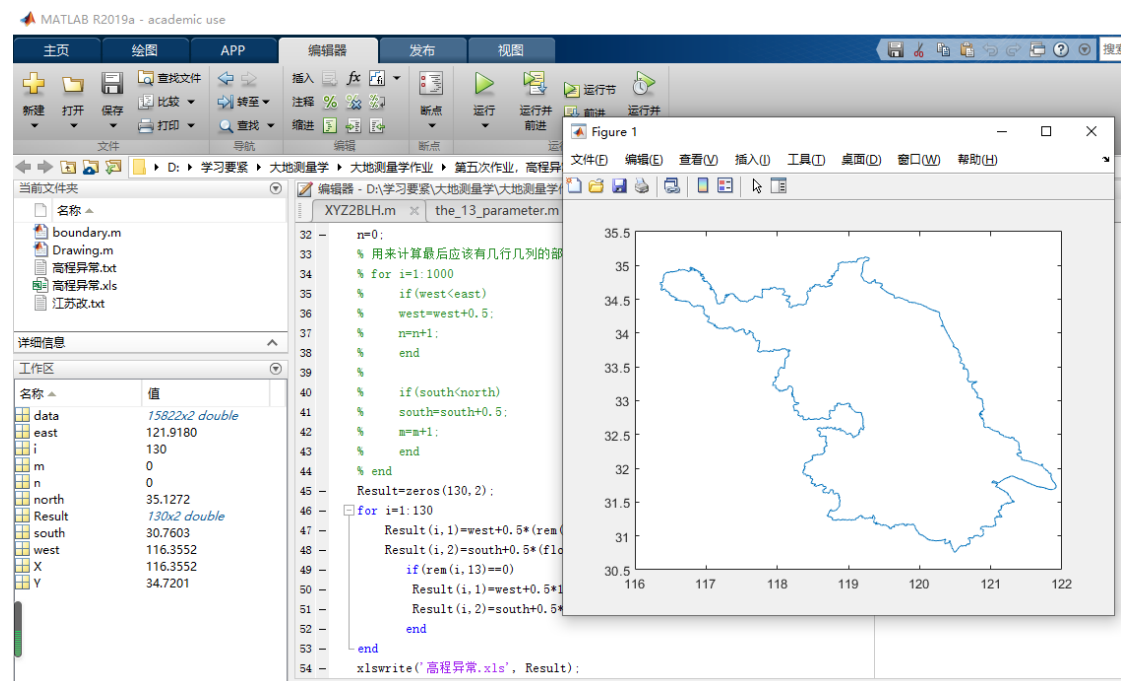 MATLAB R2019a - academic use
主页 绘图 APP 编辑器 发布 视图
查找文件 插入 fx
新建 打开 保存 比较 转至 注释 断点 运行 运行并前进 运行节
打印 查找 缩进 前进 运行并
文件 导航 编辑 断点
D: 学习要紧 大地测量学 大地测量学作业 第五次作业，高程异
当前文件夹
名称
boundary.m
Drawing.m
高程异常.txt
高程异常.xls
江苏改.txt
详细信息
工作区
名称 值
data 15822x2 double
east 121.9180
i 130
m 0
n 0
north 35.1272
Result 130x2 double
south 30.7603
west 116.3552
X 116.3552
Y 34.7201
编辑器 - D:\学习要紧\大地测量学\大地测量学
XYZ2BLH.m the_13_parameter.m
32 n=0;
33 % 用来计算最后应该有几行几列的部
34 % for i=1:1000
35 % if(west<east)
36 % west=west+0.5;
37 % n=n+1;
38 % end
39 %
40 % if(south<north)
41 % south=south+0.5;
42 % m=m+1;
43 % end
44 % end
45 Result=zeros(130,2);
46 for i=1:130
47 Result(i,1)=west+0.5*(rem(
48 Result(i,2)=south+0.5*(flo
49 if(rem(i,13)==0)
50 Result(i,1)=west+0.5*1
51 Result(i,2)=south+0.5*
52 end
53 end
54 xlswrite('高程异常.xls', Result);
Figure 1
文件(F) 编辑(E) 查看(V) 插入(I) 工具(T) 桌面(D) 窗口(W) 帮助(H)
35.5
35
34.5
34
33.5
33
32.5
32
31.5
31
30.5
116 117 118 119 120 121 122